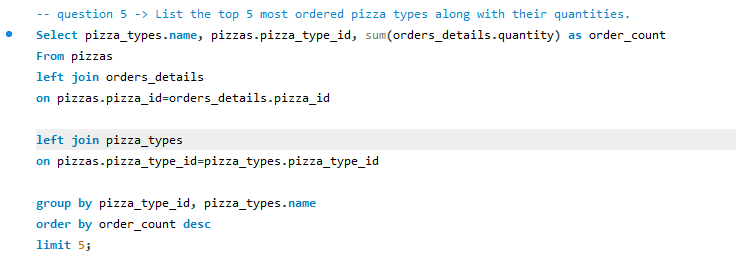 -- question 5 -> List the top 5 most ordered pizza types along with their quantities.
Select pizza_types.name, pizzas.pizza_type_id, sum(orders_details.quantity) as order_count
From pizzas
left join orders_details
on pizzas.pizza_id=orders_details.pizza_id
left join pizza_types
on pizzas.pizza_type_id=pizza_types.pizza_type_id
group by pizza_type_id, pizza_types.name
order by order_count desc
limit 5;